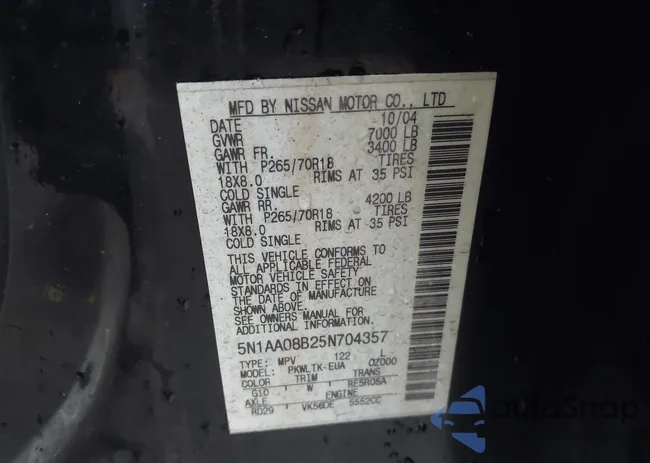 MFD BY NISSAN MOTOR CO., LTD
DATE 10/04
GVWR 7000 LB
GAWR FR. 3400 LB
WITH P265/70R18 TIRES
18X8.0 RIMS AT 35 PSI
COLD SINGLE
GAWR RR. 4200 LB
WITH P265/70R18 TIRES
18X8.0 RIMS AT 35 PSI
COLD SINGLE
THIS VEHICLE CONFORMS TO
ALL APPLICABLE FEDERAL
MOTOR VEHICLE SAFETY
STANDARDS IN EFFECT ON
THE DATE OF MANUFACTURE
SHOWN ABOVE.
SEE OWNERS MANUAL FOR
ADDITIONAL INFORMATION.
5N1AA08B25N704357
TYPE: MPV 122 L
MODEL: PKWLTK-EUA 0Z000
COLOR TRIM TRANS
G10 W RE5R05A
AXLE ENGINE
RD29 VK56DE 5552CC
AutoSnap